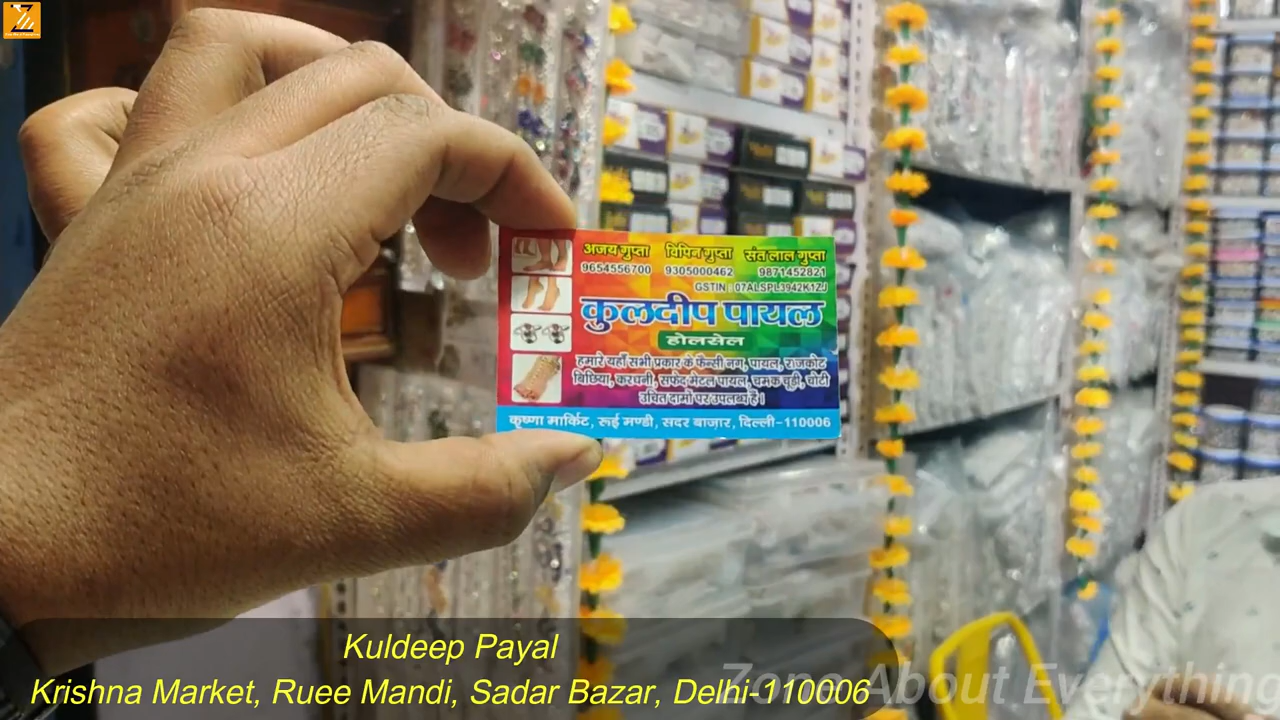 अजय गुप्ता विपिन गुप्ता संत लाल गुप्ता
9654556700 9305000462 9871452821
GSTIN : 07ALSPL3942K1ZJ
कुलदीप पायल
होलसेल
हमारे यहाँ सभी प्रकार के फैन्सी नग, पायल, राजकोट
बिछिया, करधनी, सफेद मेटल पायल, चमक चूड़ी, चोटी
उचित दामों पर उपलब्ध है।
कृष्णा मार्किट, रूई मण्डी, सदर बाज़ार, दिल्ली-110006
Kuldeep Payal
Krishna Market, Ruee Mandi, Sadar Bazar, Delhi-110006
Zone About Everything